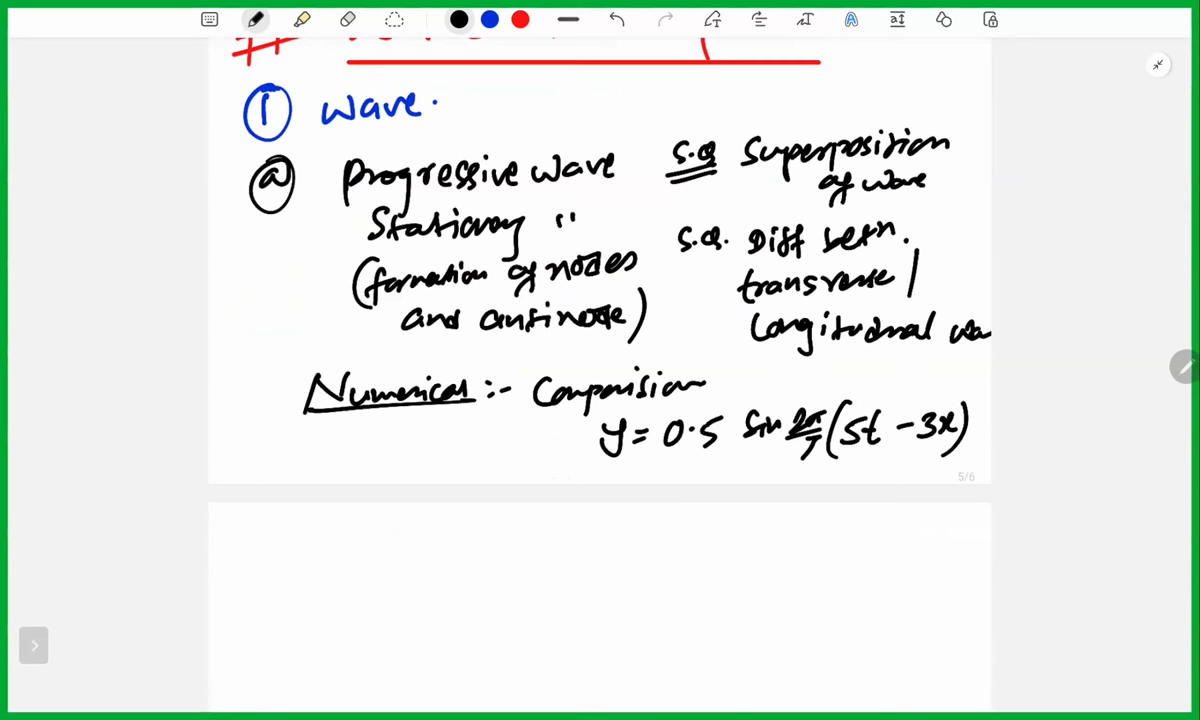 ① Wave.
ⓐ Progressive wave
Stationary "
(formation of nodes
and antinode)
S.Q Superposition
of wave
S.Q. Diff betn.
transverse /
longitudinal wa
Numerical :- Comparision
y = 0.5 sin 2π/7 (5t - 3x)
5/6